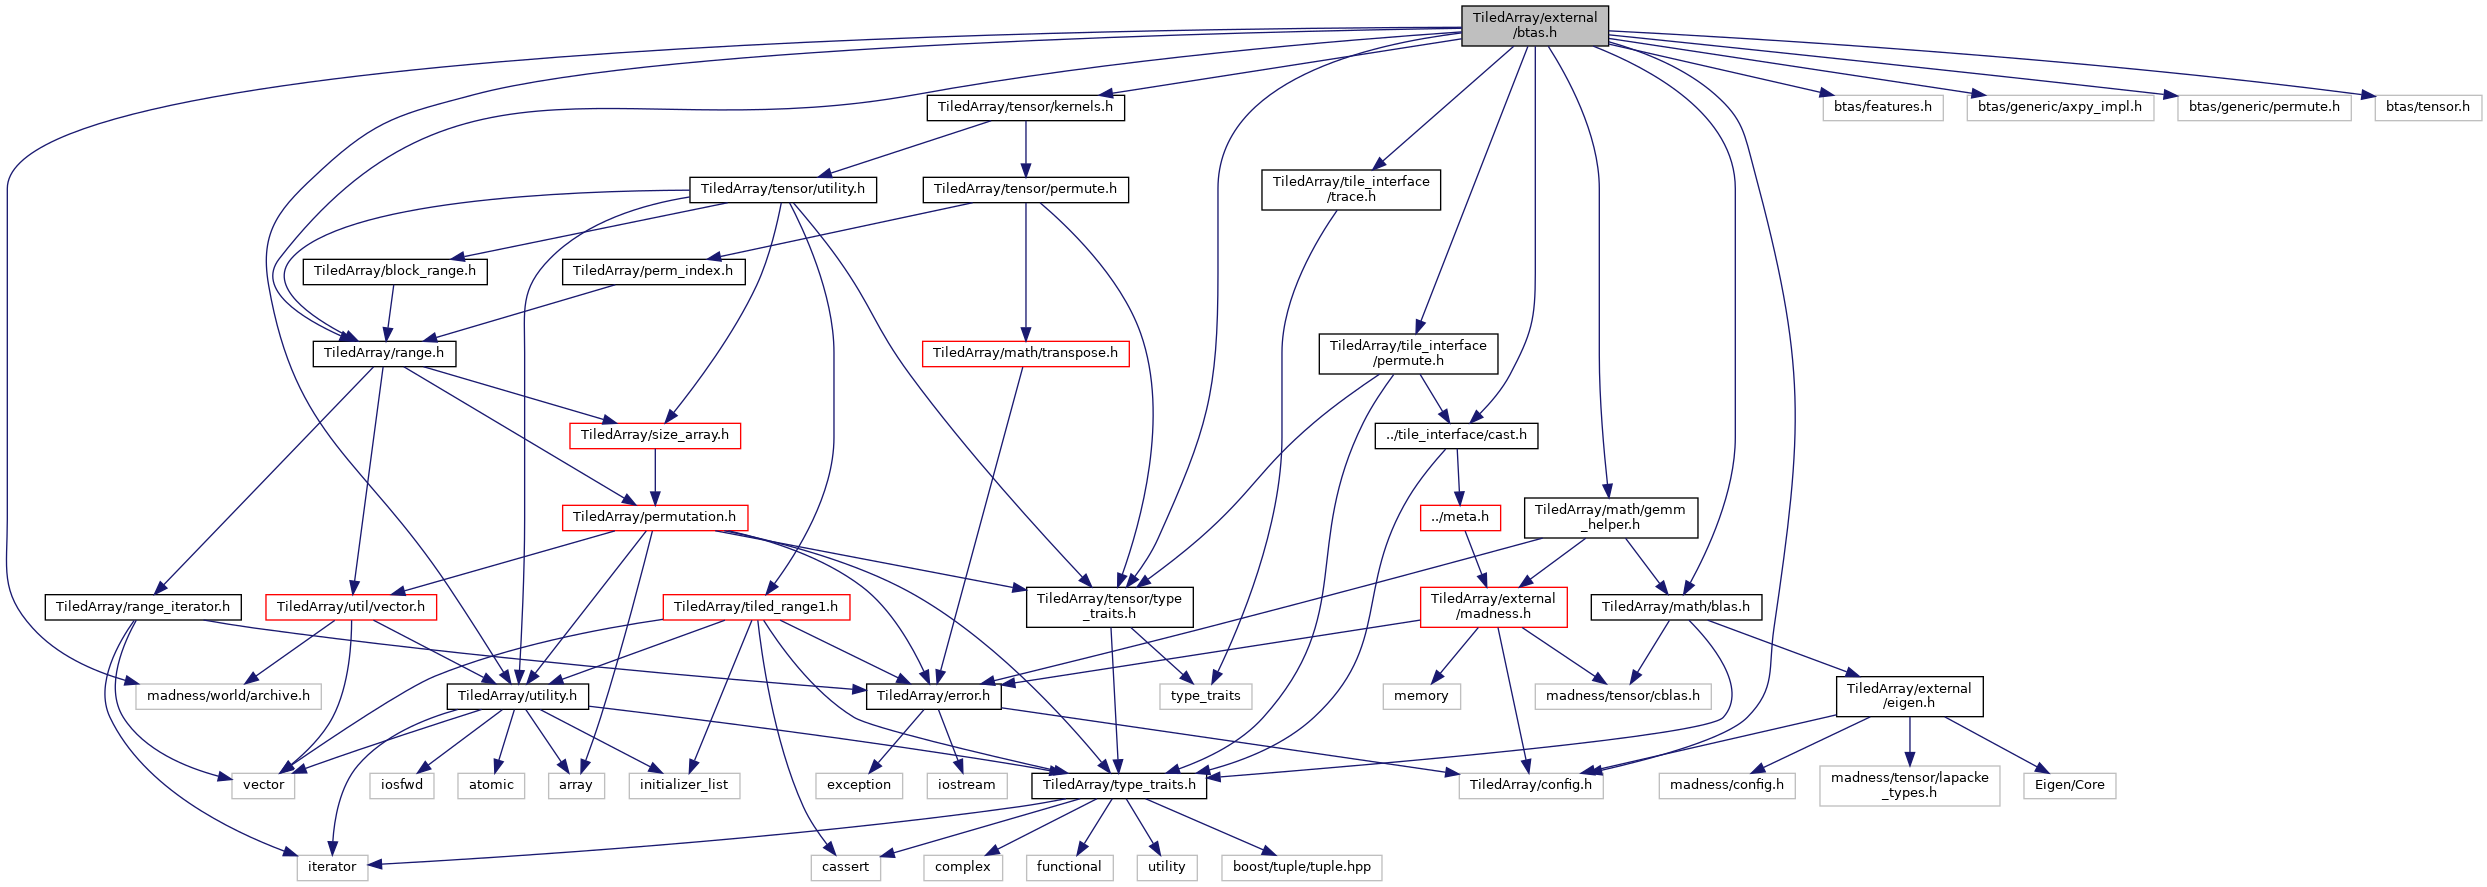 TiledArray/external
/btas.h
TiledArray/tensor/kernels.h
btas/features.h
btas/generic/axpy_impl.h
btas/generic/permute.h
btas/tensor.h
TiledArray/tensor/utility.h
TiledArray/tensor/permute.h
TiledArray/tile_interface
/trace.h
TiledArray/block_range.h
TiledArray/perm_index.h
TiledArray/range.h
TiledArray/math/transpose.h
TiledArray/tile_interface
/permute.h
TiledArray/size_array.h
../tile_interface/cast.h
TiledArray/permutation.h
../meta.h
TiledArray/math/gemm
_helper.h
TiledArray/range_iterator.h
TiledArray/util/vector.h
TiledArray/tiled_range1.h
TiledArray/tensor/type
_traits.h
TiledArray/external
/madness.h
TiledArray/math/blas.h
madness/world/archive.h
TiledArray/utility.h
TiledArray/error.h
type_traits
memory
madness/tensor/cblas.h
TiledArray/external
/eigen.h
vector
iosfwd
atomic
array
initializer_list
exception
iostream
TiledArray/type_traits.h
TiledArray/config.h
madness/config.h
madness/tensor/lapacke
_types.h
Eigen/Core
iterator
cassert
complex
functional
utility
boost/tuple/tuple.hpp